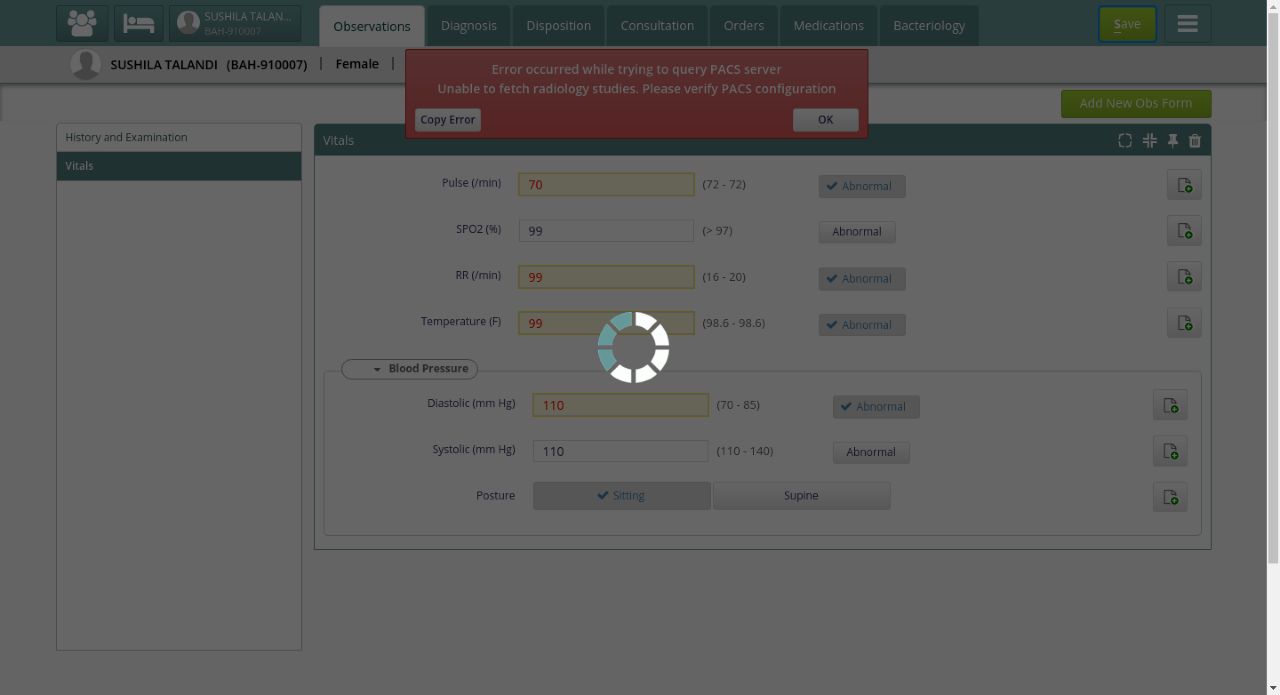 SUSHILA TALAN...
BAH-910007
Observations
Diagnosis
Disposition
Consultation
Orders
Medications
Bacteriology
Save
SUSHILA TALANDI (BAH-910007) | Female |
Error occurred while trying to query PACS server
Unable to fetch radiology studies. Please verify PACS configuration
Copy Error
OK
Add New Obs Form
History and Examination
Vitals
Vitals
Pulse (/min) 70 (72 - 72) Abnormal
SPO2 (%) 99 (> 97) Abnormal
RR (/min) 99 (16 - 20) Abnormal
Temperature (F) 99 (98.6 - 98.6) Abnormal
Blood Pressure
Diastolic (mm Hg) 110 (70 - 85) Abnormal
Systolic (mm Hg) 110 (110 - 140) Abnormal
Posture Sitting Supine